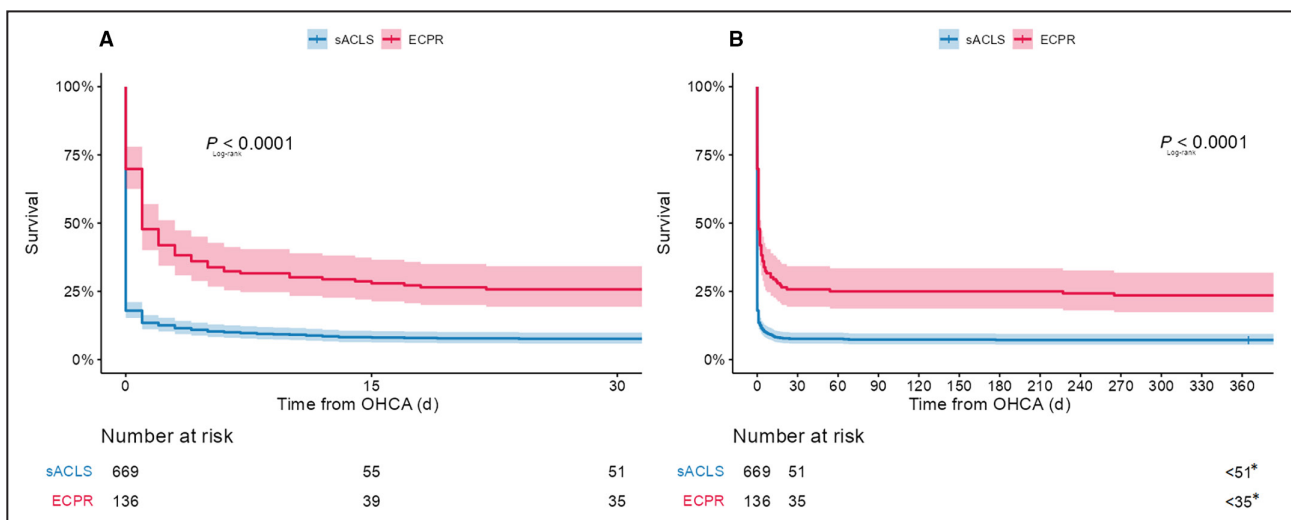 A
sACLS ECPR
100%
75%
50%
25%
0%
Survival
P < 0.0001
Log-rank
0 15 30
Time from OHCA (d)
Number at risk
sACLS 669 55 51
ECPR 136 39 35
B
sACLS ECPR
100%
75%
50%
25%
0%
Survival
P < 0.0001
Log-rank
0 30 60 90 120 150 180 210 240 270 300 330 360
Time from OHCA (d)
Number at risk
sACLS 669 51 <51*
ECPR 136 35 <35*